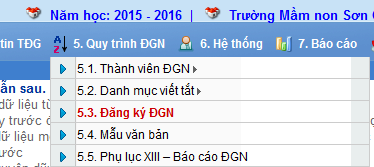 Năm học: 2015 - 2016 | Trường Mầm non Sơn
tin TĐG 5. Quy trình ĐGN 6. Hệ thống 7. Báo cáo
ẫn sau. 5.1. Thành viên ĐGN
dữ liệu từ 5.2. Danh mục viết tắt
y trước 5.3. Đăng ký ĐGN
dữ liệu 5.4. Mẫu văn bản
ước 5.5. Phụ lục XIII – Báo cáo ĐGN